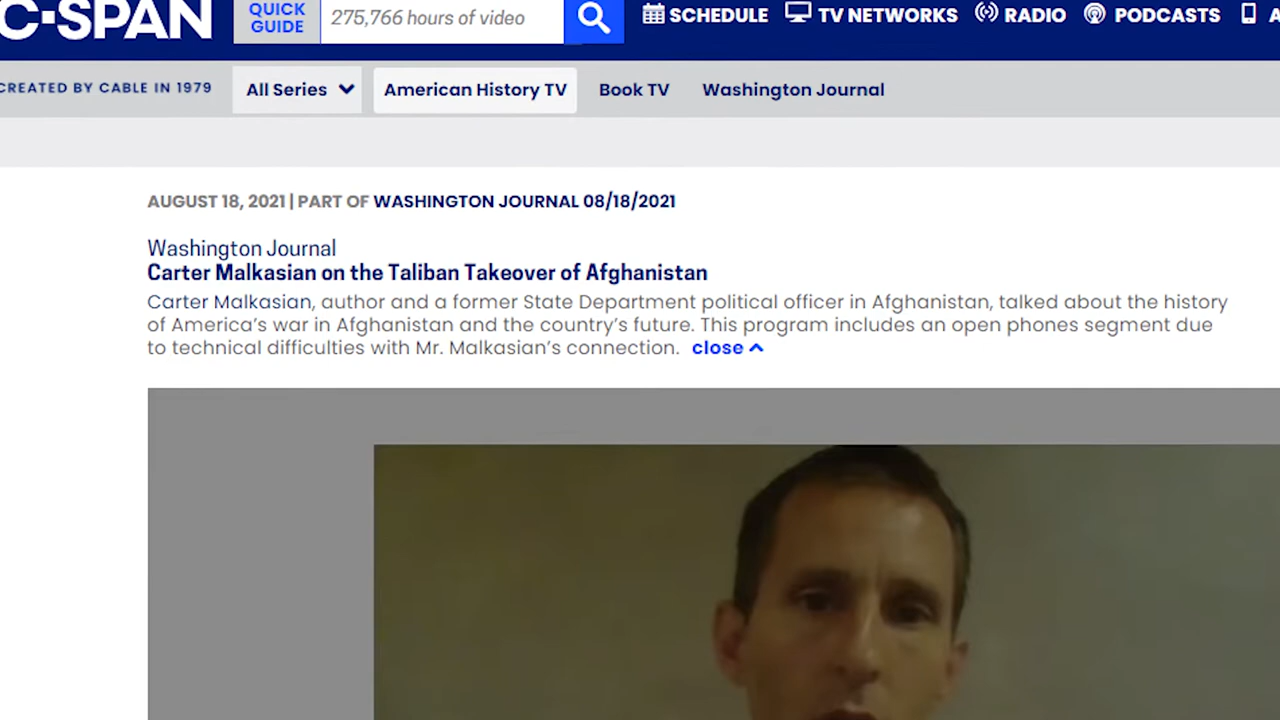 C-SPAN
QUICK
GUIDE
275,766 hours of video
SCHEDULE
TV NETWORKS
RADIO
PODCASTS
CREATED BY CABLE IN 1979
All Series
American History TV
Book TV
Washington Journal
AUGUST 18, 2021 | PART OF WASHINGTON JOURNAL 08/18/2021
Washington Journal
Carter Malkasian on the Taliban Takeover of Afghanistan
Carter Malkasian, author and a former State Department political officer in Afghanistan, talked about the history
of America's war in Afghanistan and the country's future. This program includes an open phones segment due
to technical difficulties with Mr. Malkasian's connection. close